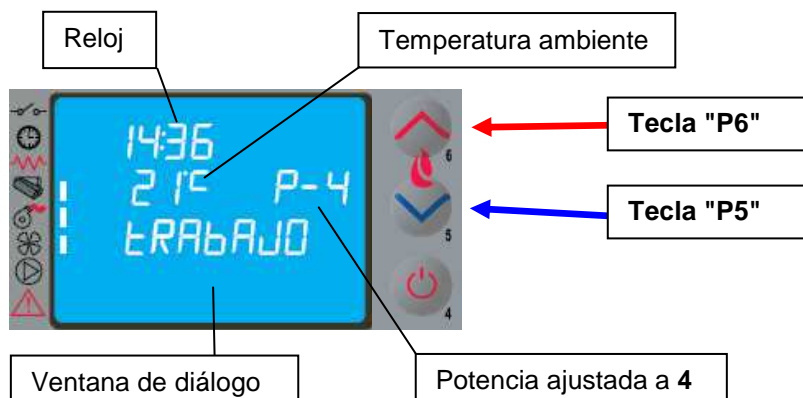 Reloj
Temperatura ambiente
14:36
21°C P-4
tRAbAJO
6
5
4
Tecla "P6"
Tecla "P5"
Ventana de diálogo
Potencia ajustada a 4